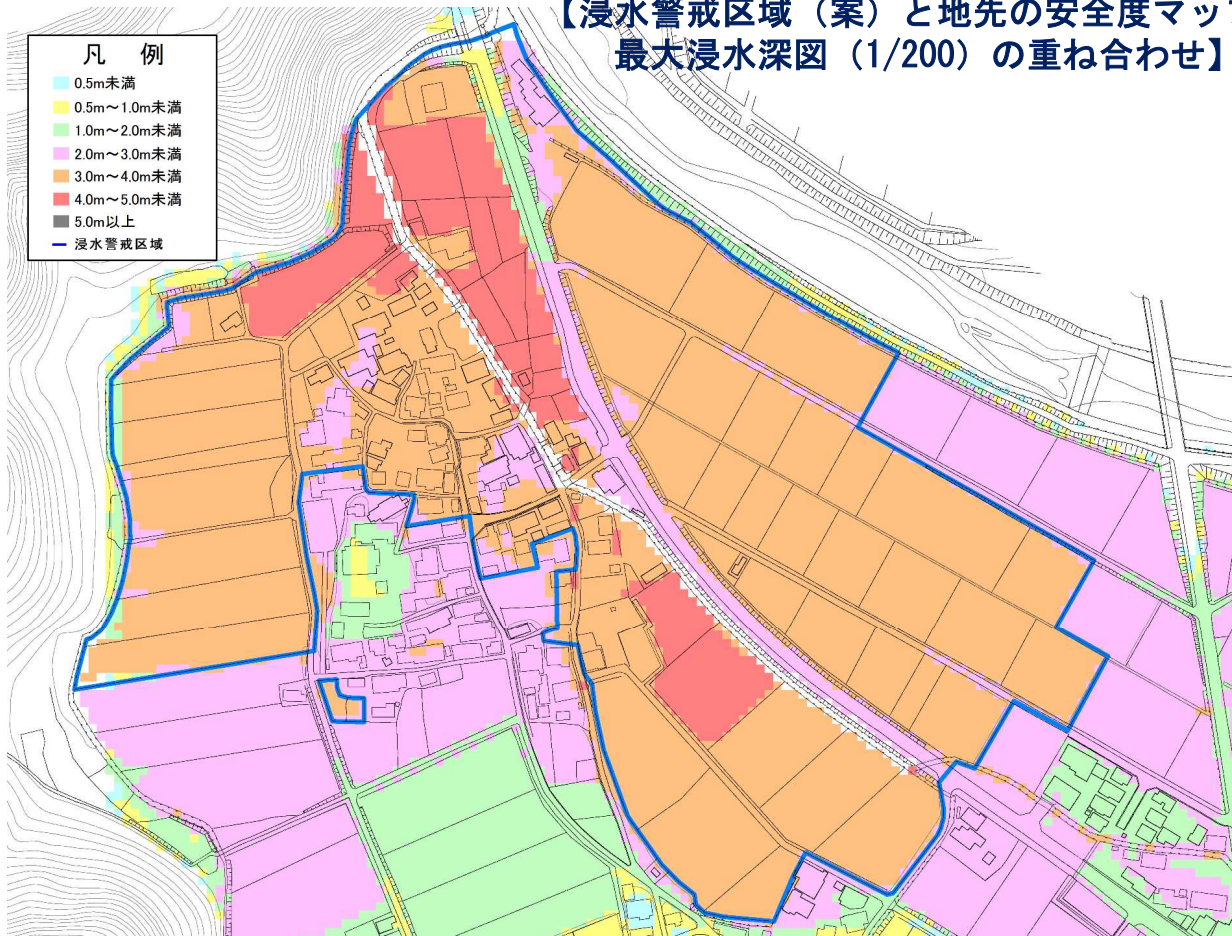 【浸水警戒区域（案）と地先の安全度マップ
最大浸水深図（1/200）の重ね合わせ】
凡　例
0.5m未満
0.5m～1.0m未満
1.0m～2.0m未満
2.0m～3.0m未満
3.0m～4.0m未満
4.0m～5.0m未満
5.0m以上
浸水警戒区域